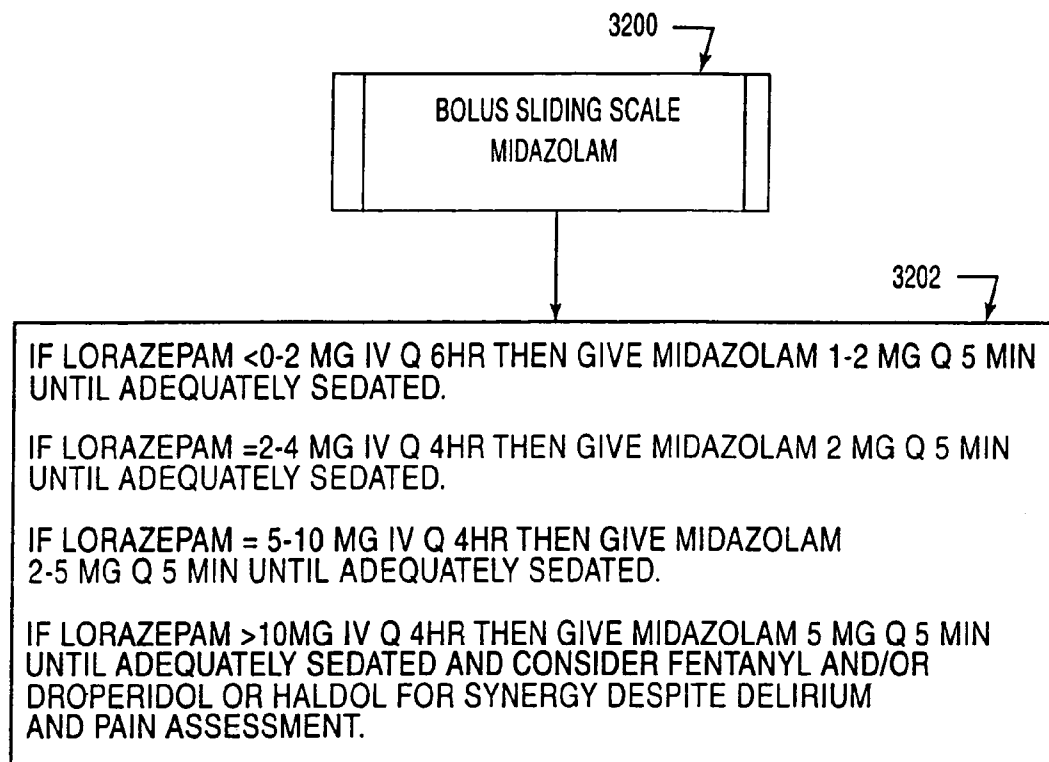 3200
BOLUS SLIDING SCALE
MIDAZOLAM
3202
IF LORAZEPAM <0-2 MG IV Q 6HR THEN GIVE MIDAZOLAM 1-2 MG Q 5 MIN
UNTIL ADEQUATELY SEDATED.
IF LORAZEPAM =2-4 MG IV Q 4HR THEN GIVE MIDAZOLAM 2 MG Q 5 MIN
UNTIL ADEQUATELY SEDATED.
IF LORAZEPAM = 5-10 MG IV Q 4HR THEN GIVE MIDAZOLAM
2-5 MG Q 5 MIN UNTIL ADEQUATELY SEDATED.
IF LORAZEPAM >10MG IV Q 4HR THEN GIVE MIDAZOLAM 5 MG Q 5 MIN
UNTIL ADEQUATELY SEDATED AND CONSIDER FENTANYL AND/OR
DROPERIDOL OR HALDOL FOR SYNERGY DESPITE DELIRIUM
AND PAIN ASSESSMENT.